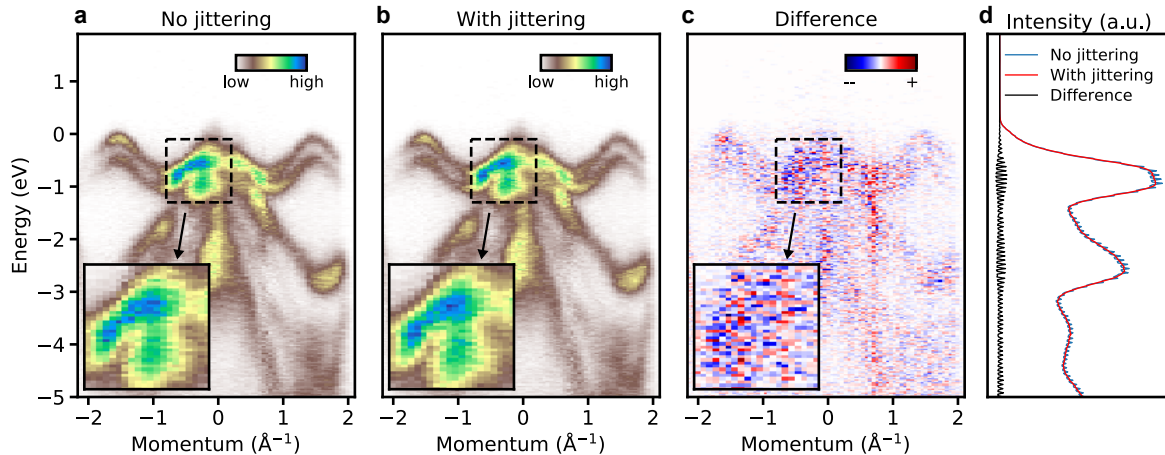 a No jittering
b With jittering
c Difference
d Intensity (a.u.)
low high
low high
-- +
No jittering
With jittering
Difference
Energy (eV)
1
0
−1
−2
−3
−4
−5
−2 −1 0 1 2
−2 −1 0 1 2
−2 −1 0 1 2
Momentum (Å⁻¹)
Momentum (Å⁻¹)
Momentum (Å⁻¹)